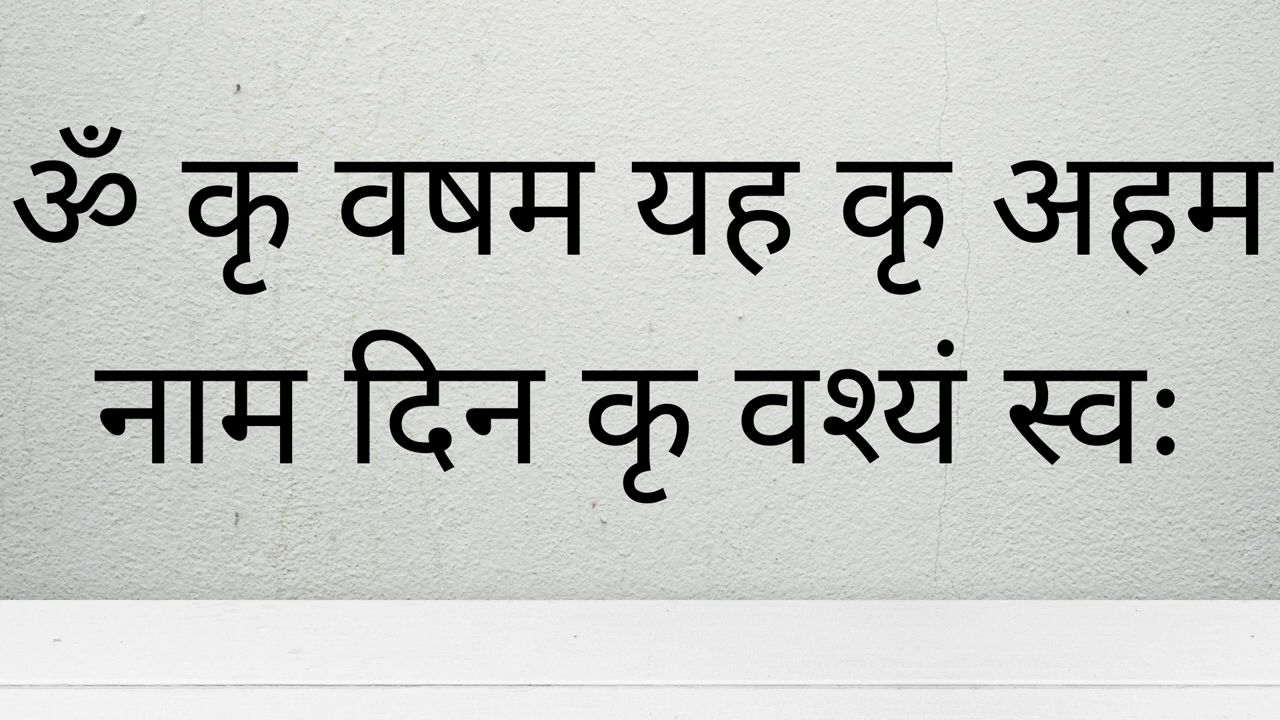 ॐ कृ वषम यह कृ अहम
नाम दिन कृ वश्यं स्वः